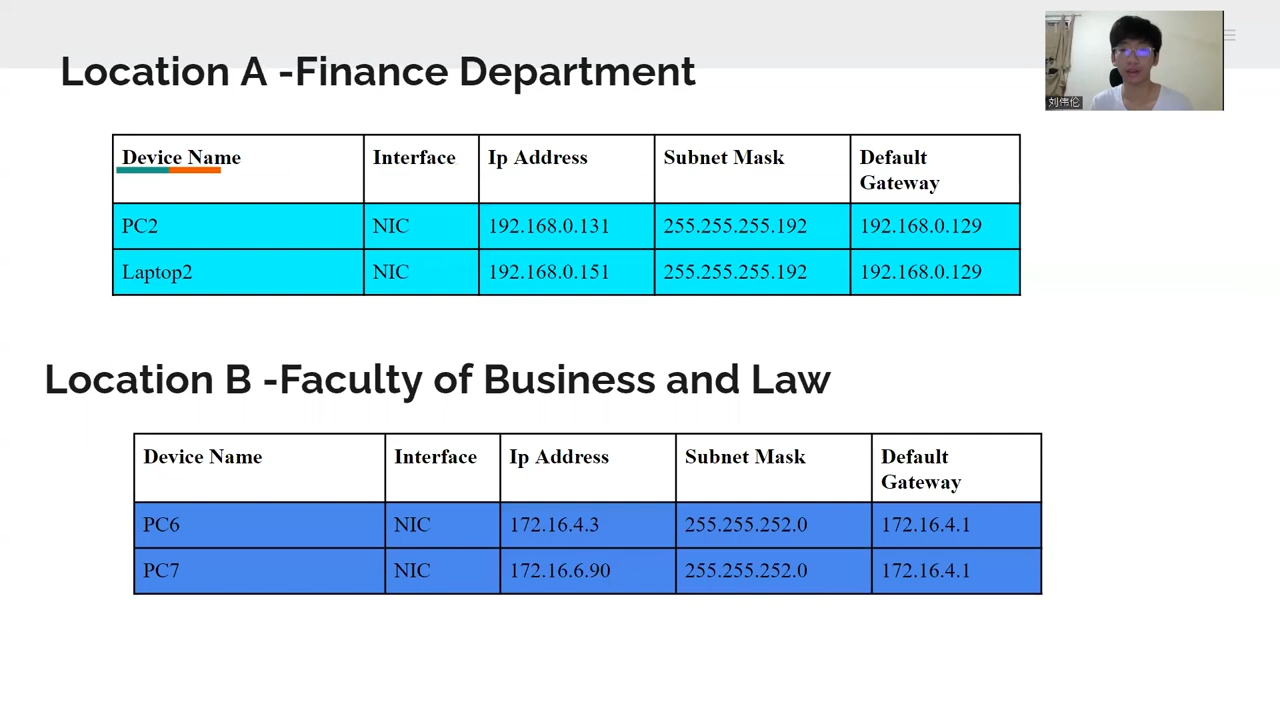 Location A -Finance Department
刘伟伦
Device Name Interface Ip Address Subnet Mask Default
Gateway
PC2 NIC 192.168.0.131 255.255.255.192 192.168.0.129
Laptop2 NIC 192.168.0.151 255.255.255.192 192.168.0.129
Location B -Faculty of Business and Law
Device Name Interface Ip Address Subnet Mask Default
Gateway
PC6 NIC 172.16.4.3 255.255.252.0 172.16.4.1
PC7 NIC 172.16.6.90 255.255.252.0 172.16.4.1